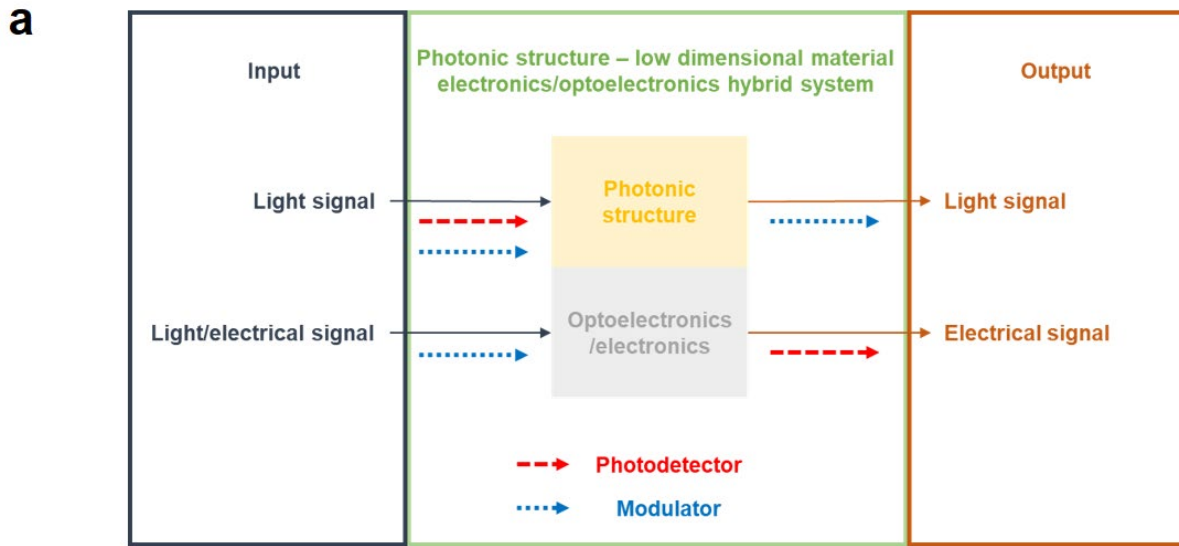 a
Input
Photonic structure – low dimensional material
electronics/optoelectronics hybrid system
Output
Light signal
Photonic
structure
Light signal
Light/electrical signal
Optoelectronics
/electronics
Electrical signal
Photodetector
Modulator